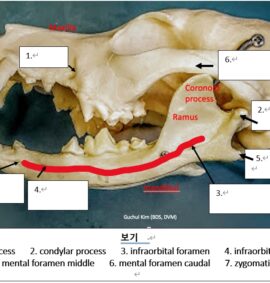 Maxilla
1.↵
6.↵
Coronoid
process
2.↵
Ramus
5.↵
4.↵
3.↵
Mandible
Guchul Kim (BDS, DVM)
보기
cess 2. condylar process 3. infraorbital foramen 4. infraorbit
mental foramen middle 6. mental foramen caudal 7. zygomati